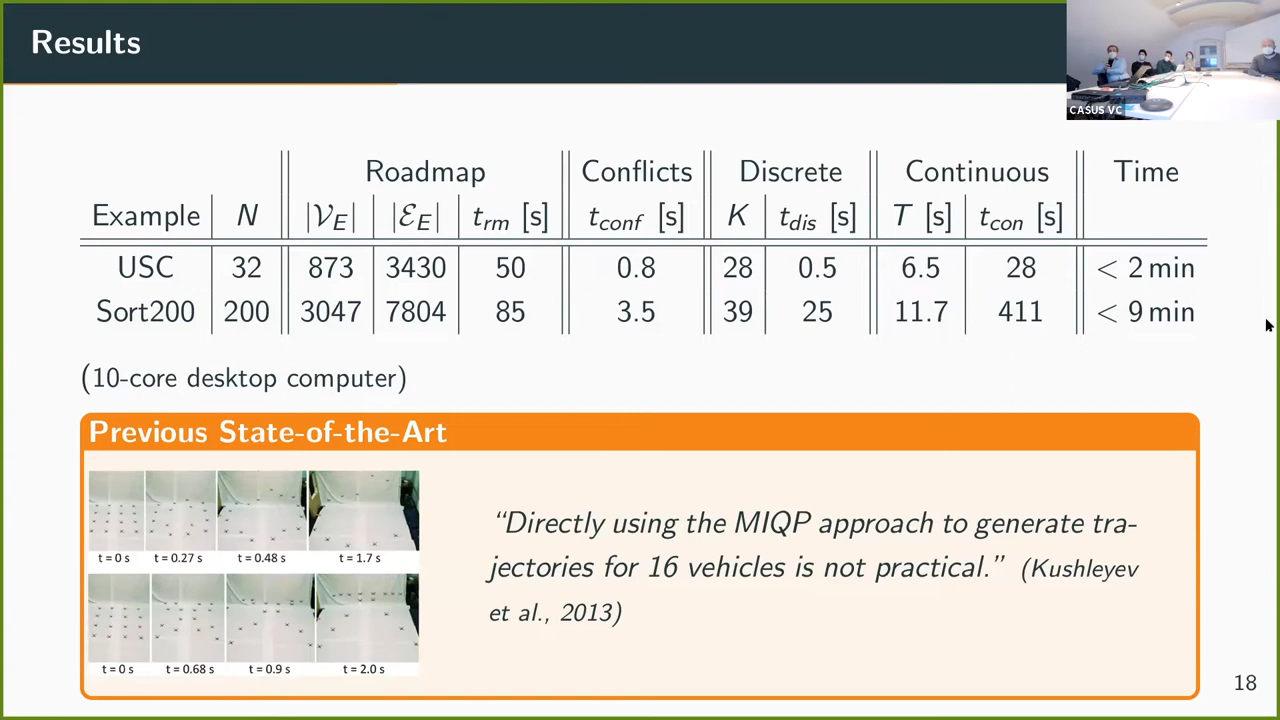 Results
CASUS VC
Roadmap Conflicts Discrete Continuous Time
Example N |𝒱_E| |ℰ_E| t_rm [s] t_conf [s] K t_dis [s] T [s] t_con [s]
USC 32 873 3430 50 0.8 28 0.5 6.5 28 < 2 min
Sort200 200 3047 7804 85 3.5 39 25 11.7 411 < 9 min
(10-core desktop computer)
Previous State-of-the-Art
t = 0 s t = 0.27 s t = 0.48 s t = 1.7 s
t = 0 s t = 0.68 s t = 0.9 s t = 2.0 s
“Directly using the MIQP approach to generate tra-
jectories for 16 vehicles is not practical.” (Kushleyev
et al., 2013)
18